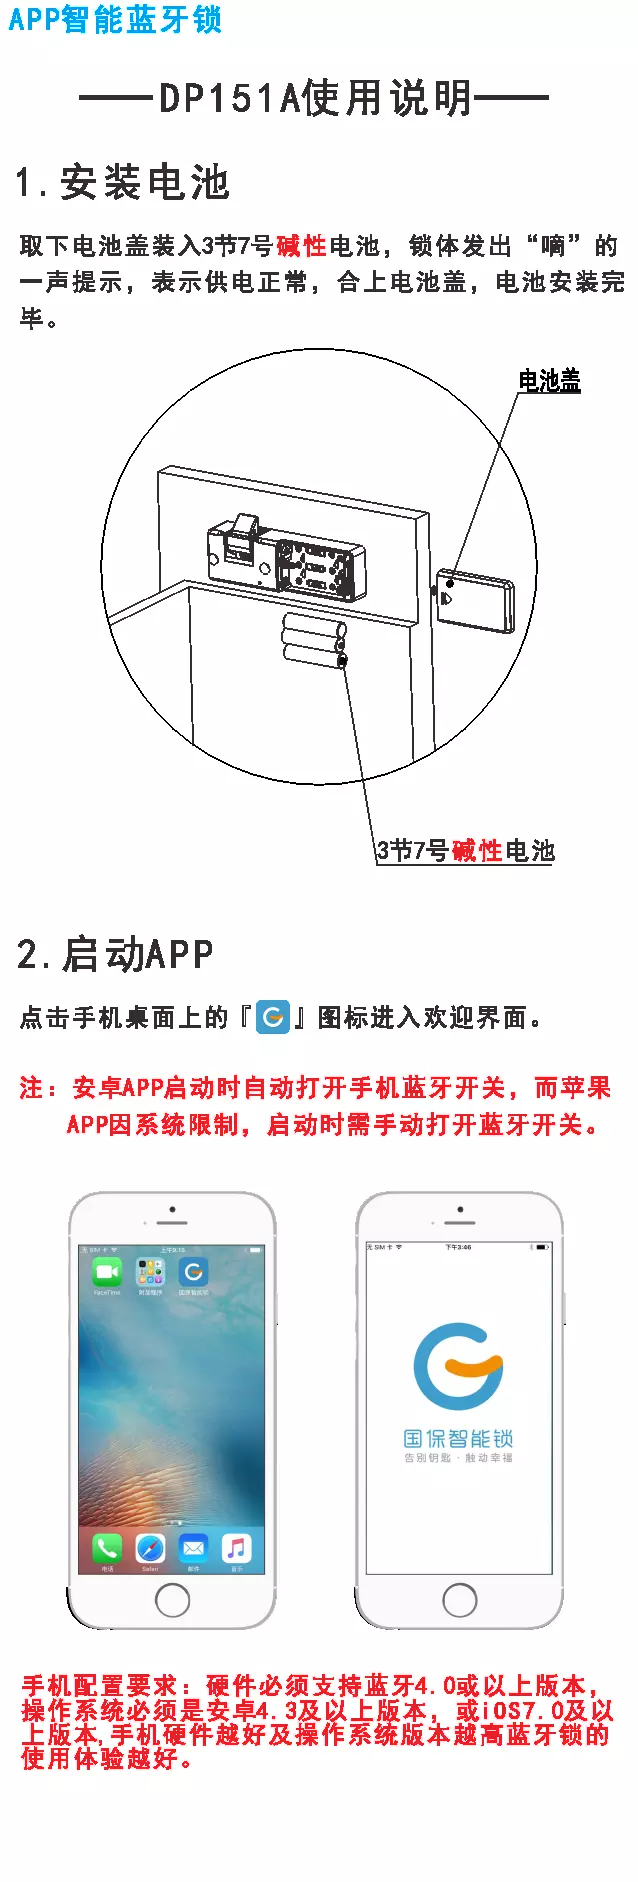 APP智能蓝牙锁
DP151A使用说明
1.安装电池
取下电池盖装入3节7号碱性电池，锁体发出“嘀”的
一声提示，表示供电正常，合上电池盖，电池安装完
毕。
电池盖
3节7号碱性电池
2.启动APP
点击手机桌面上的『 』图标进入欢迎界面。
注：安卓APP启动时自动打开手机蓝牙开关，而苹果
APP因系统限制，启动时需手动打开蓝牙开关。
无 SIM 卡 上午9:15
FaceTime 附加程序 国保智能锁
电话 Safari 邮件 音乐
无 SIM 卡 下午3:46
国保智能锁
告别钥匙·触动幸福
手机配置要求：硬件必须支持蓝牙4.0或以上版本，
操作系统必须是安卓4.3及以上版本，或iOS7.0及以
上版本,手机硬件越好及操作系统版本越高蓝牙锁的
使用体验越好。